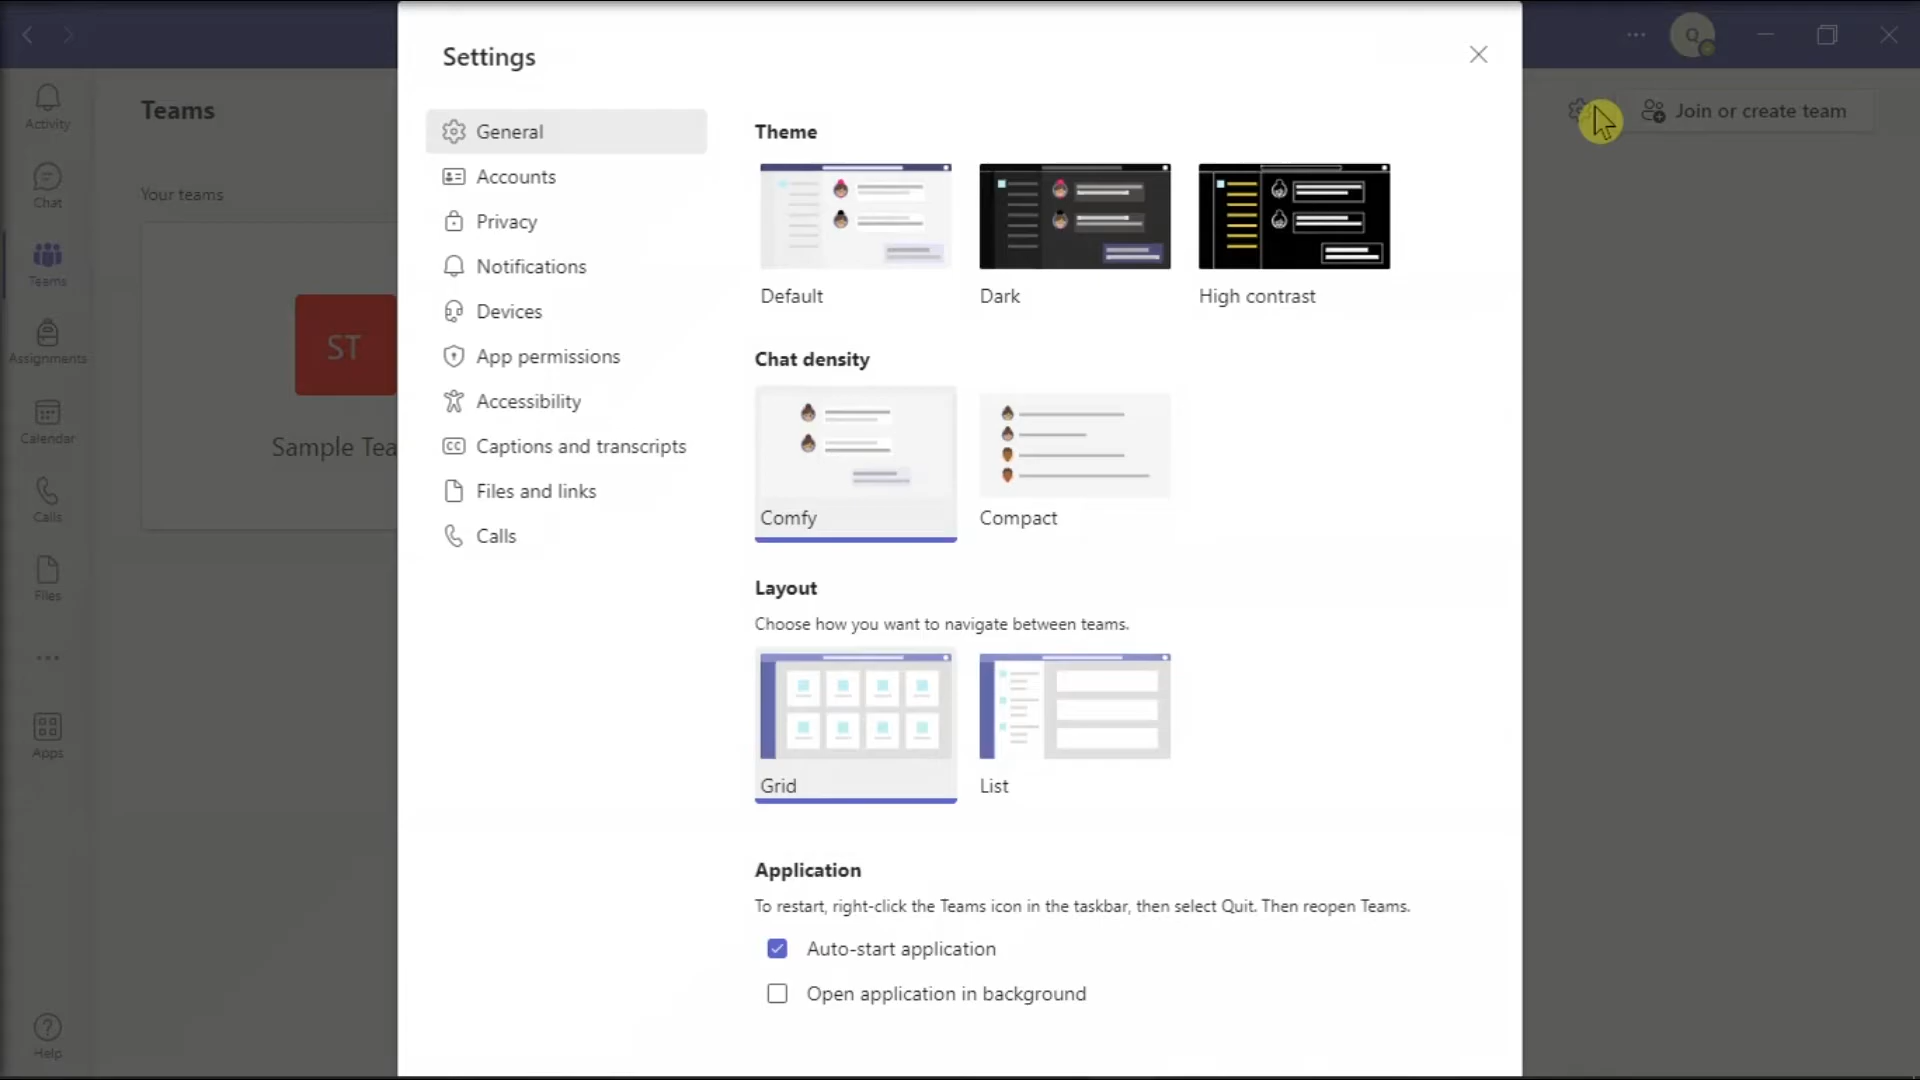 Settings
Q
Activity
Chat
Teams
Assignments
Calendar
Calls
Files
Apps
Help
Teams
Your teams
ST
Sample Tea
Join or create team
General
Accounts
Privacy
Notifications
Devices
App permissions
Accessibility
CC Captions and transcripts
Files and links
Calls
Theme
Default
Dark
High contrast
Chat density
Comfy
Compact
Layout
Choose how you want to navigate between teams.
Grid
List
Application
To restart, right-click the Teams icon in the taskbar, then select Quit. Then reopen Teams.
Auto-start application
Open application in background